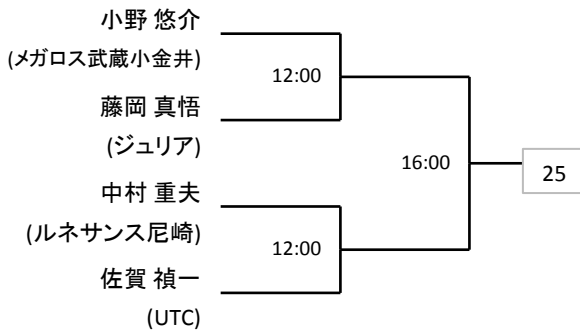 小野 悠介
(メガロス武蔵小金井)
12:00
藤岡 真悟
(ジュリア)
16:00
25
中村 重夫
(ルネサンス尼崎)
12:00
佐賀 禎一
(UTC)